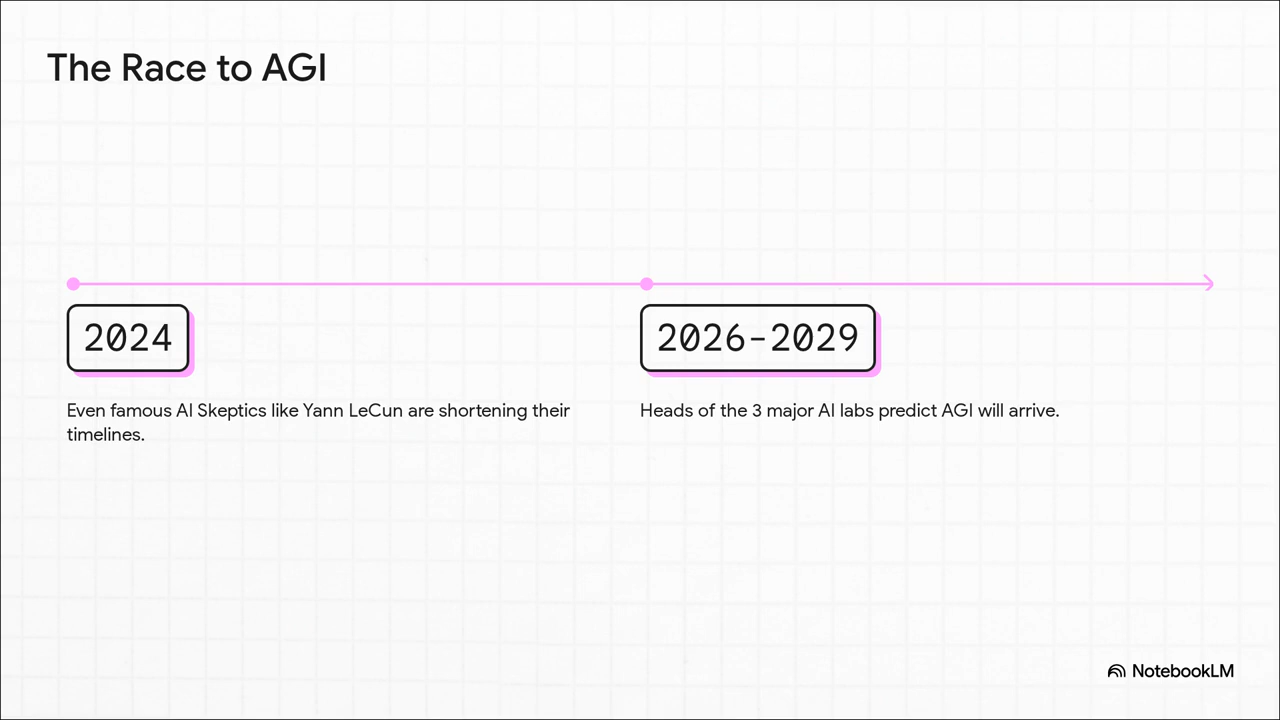 The Race to AGI
2024
Even famous AI Skeptics like Yann LeCun are shortening their
timelines.
2026-2029
Heads of the 3 major AI labs predict AGI will arrive.
NotebookLM